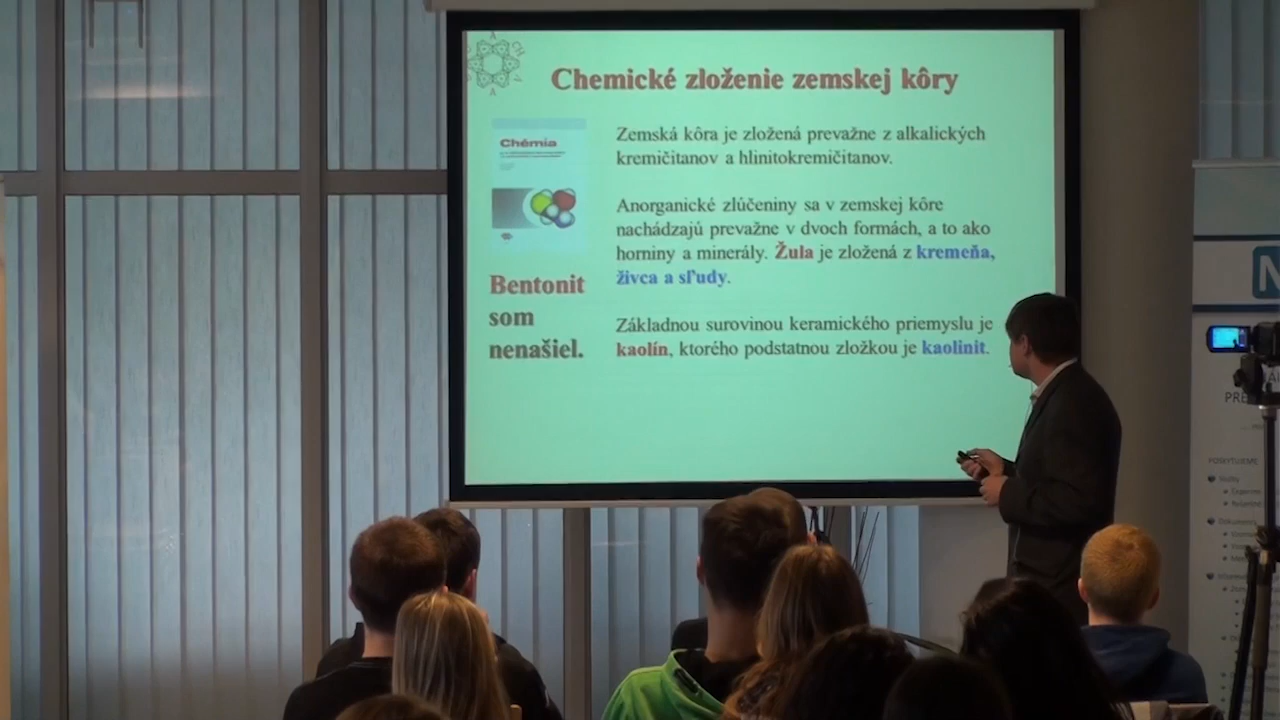 Chemické zloženie zemskej kôry
Chémia
Bentonit
som
nenašiel.
Zemská kôra je zložená prevažne z alkalických
kremičitanov a hlinitokremičitanov.
Anorganické zlúčeniny sa v zemskej kôre
nachádzajú prevažne v dvoch formách, a to ako
horniny a minerály. Žula je zložená z kremeňa,
živca a sľudy.
Základnou surovinou keramického priemyslu je
kaolín, ktorého podstatnou zložkou je kaolinit.
POSKYTUJEME